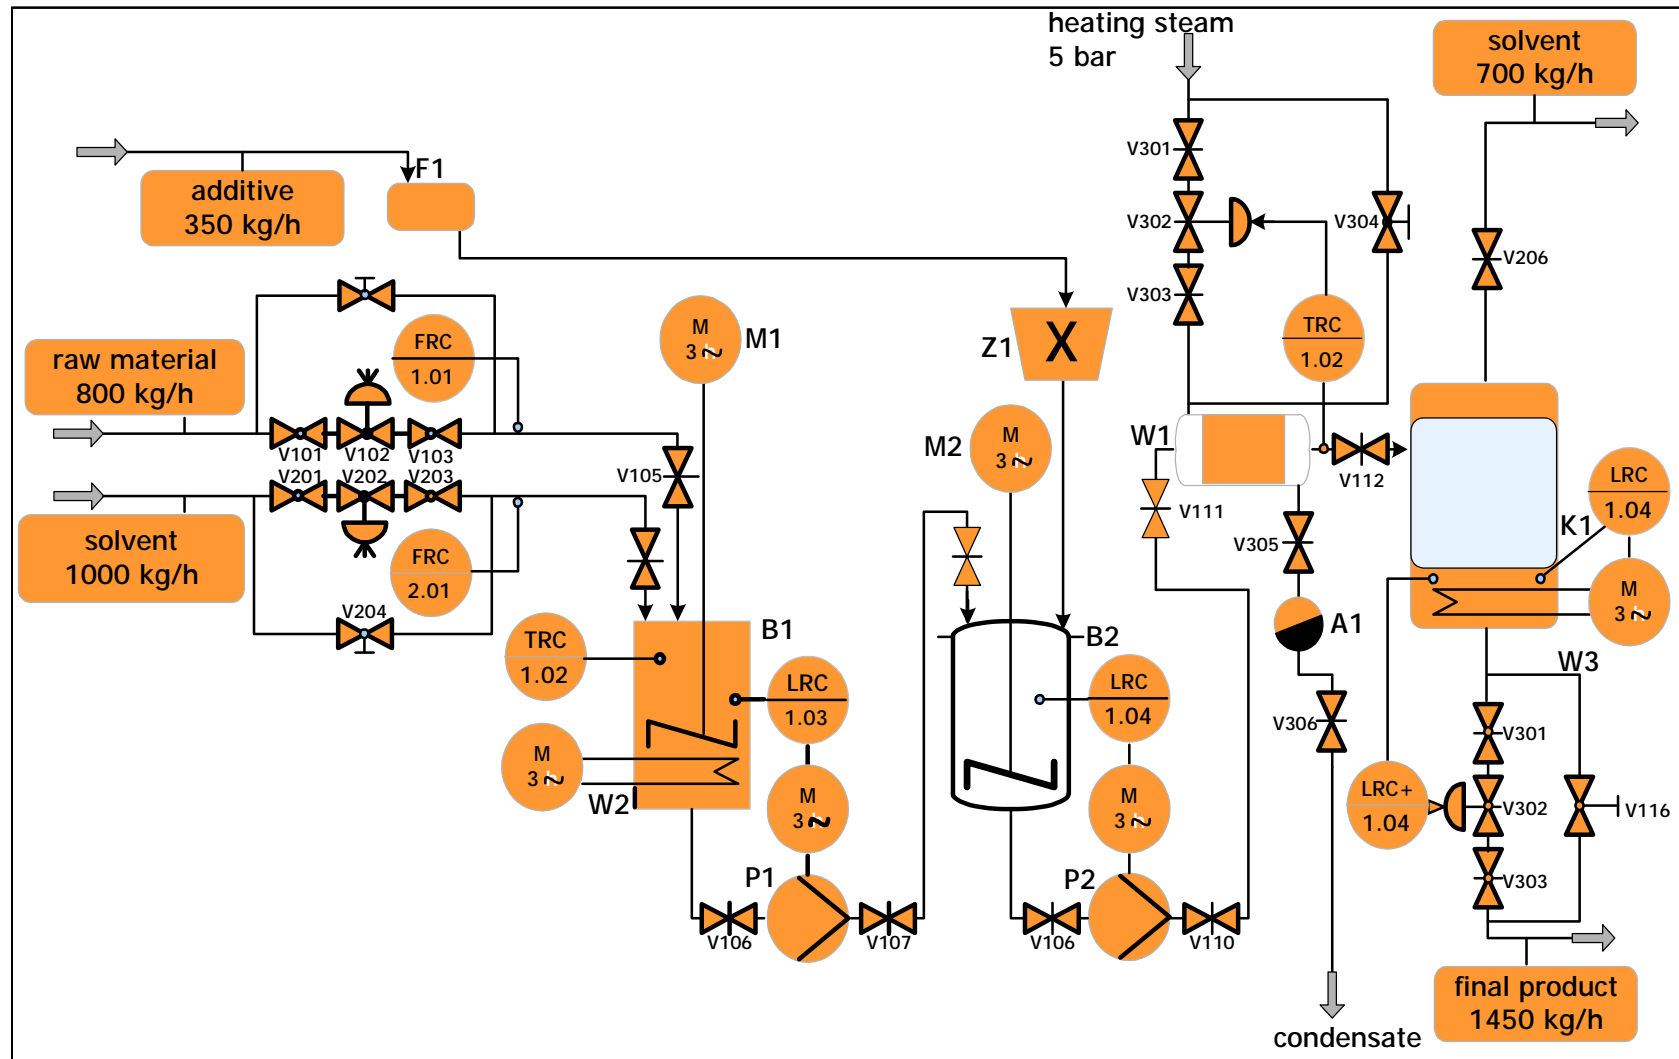 heating steam
5 bar
solvent
700 kg/h
additive
350 kg/h
F1
V301
V302
V303
V304
V206
TRC
1.02
raw material
800 kg/h
FRC
1.01
V101
V102
V103
V201
V202
V203
solvent
1000 kg/h
FRC
2.01
V204
M
3 ~
M1
V105
Z1
X
M2
M
3 ~
W1
V111
V112
V305
A1
V306
condensate
LRC
1.04
K1
M
3 ~
W3
TRC
1.02
B1
LRC
1.03
M
3 ~
W2
M
3 ~
P1
V106
V107
B2
LRC
1.04
M
3 ~
P2
V106
V110
LRC+
1.04
V301
V302
V303
V116
final product
1450 kg/h